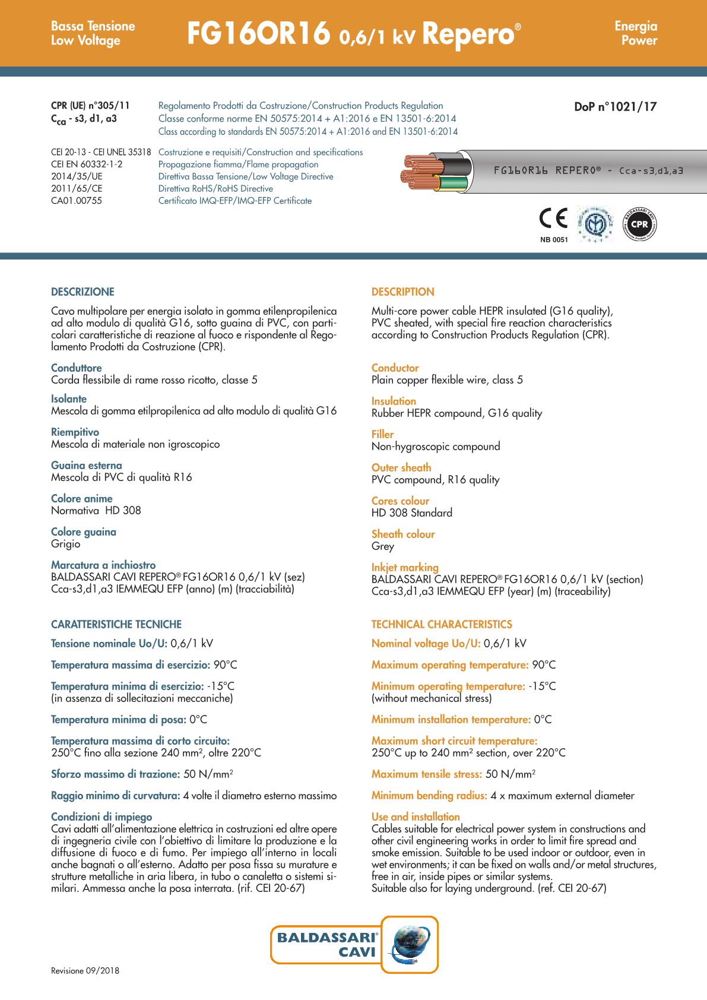 Bassa Tensione
Low Voltage
FG16OR16 0,6/1 kV Repero®
Energia
Power
CPR (UE) n°305/11 Regolamento Prodotti da Costruzione/Construction Products Regulation
DoP n°1021/17
Cca - s3, d1, a3 Classe conforme norme EN 50575:2014 + A1:2016 e EN 13501-6:2014
Class according to standards EN 50575:2014 + A1:2016 and EN 13501-6:2014
CEI 20-13 - CEI UNEL 35318 Costruzione e requisiti/Construction and specifications
CEI EN 60332-1-2 Propagazione fiamma/Flame propagation
2014/35/UE Direttiva Bassa Tensione/Low Voltage Directive
2011/65/CE Direttiva RoHS/RoHS Directive
CA01.00755 Certificato IMQ-EFP/IMQ-EFP Certificate
FG16OR16 REPERO® - Cca-s3,d1,a3
CE
NB 0051
BALDASSARI CAVI
CPR
DESCRIZIONE
Cavo multipolare per energia isolato in gomma etilenpropilenica
ad alto modulo di qualità G16, sotto guaina di PVC, con parti-
colari caratteristiche di reazione al fuoco e rispondente al Rego-
lamento Prodotti da Costruzione (CPR).
Conduttore
Corda flessibile di rame rosso ricotto, classe 5
Isolante
Mescola di gomma etilpropilenica ad alto modulo di qualità G16
Riempitivo
Mescola di materiale non igroscopico
Guaina esterna
Mescola di PVC di qualità R16
Colore anime
Normativa HD 308
Colore guaina
Grigio
Marcatura a inchiostro
BALDASSARI CAVI REPERO® FG16OR16 0,6/1 kV (sez)
Cca-s3,d1,a3 IEMMEQU EFP (anno) (m) (tracciabilità)
CARATTERISTICHE TECNICHE
Tensione nominale Uo/U: 0,6/1 kV
Temperatura massima di esercizio: 90°C
Temperatura minima di esercizio: -15°C
(in assenza di sollecitazioni meccaniche)
Temperatura minima di posa: 0°C
Temperatura massima di corto circuito:
250°C fino alla sezione 240 mm², oltre 220°C
Sforzo massimo di trazione: 50 N/mm²
Raggio minimo di curvatura: 4 volte il diametro esterno massimo
Condizioni di impiego
Cavi adatti all'alimentazione elettrica in costruzioni ed altre opere
di ingegneria civile con l'obiettivo di limitare la produzione e la
diffusione di fuoco e di fumo. Per impiego all'interno in locali
anche bagnati o all'esterno. Adatto per posa fissa su murature e
strutture metalliche in aria libera, in tubo o canaletta o sistemi si-
milari. Ammessa anche la posa interrata. (rif. CEI 20-67)
DESCRIPTION
Multi-core power cable HEPR insulated (G16 quality),
PVC sheated, with special fire reaction characteristics
according to Construction Products Regulation (CPR).
Conductor
Plain copper flexible wire, class 5
Insulation
Rubber HEPR compound, G16 quality
Filler
Non-hygroscopic compound
Outer sheath
PVC compound, R16 quality
Cores colour
HD 308 Standard
Sheath colour
Grey
Inkjet marking
BALDASSARI CAVI REPERO® FG16OR16 0,6/1 kV (section)
Cca-s3,d1,a3 IEMMEQU EFP (year) (m) (traceability)
TECHNICAL CHARACTERISTICS
Nominal voltage Uo/U: 0,6/1 kV
Maximum operating temperature: 90°C
Minimum operating temperature: -15°C
(without mechanical stress)
Minimum installation temperature: 0°C
Maximum short circuit temperature:
250°C up to 240 mm² section, over 220°C
Maximum tensile stress: 50 N/mm²
Minimum bending radius: 4 x maximum external diameter
Use and installation
Cables suitable for electrical power system in constructions and
other civil engineering works in order to limit fire spread and
smoke emission. Suitable to be used indoor or outdoor, even in
wet environments; it can be fixed on walls and/or metal structures,
free in air, inside pipes or similar systems.
Suitable also for laying underground. (ref. CEI 20-67)
BALDASSARI®
CAVI
Revisione 09/2018